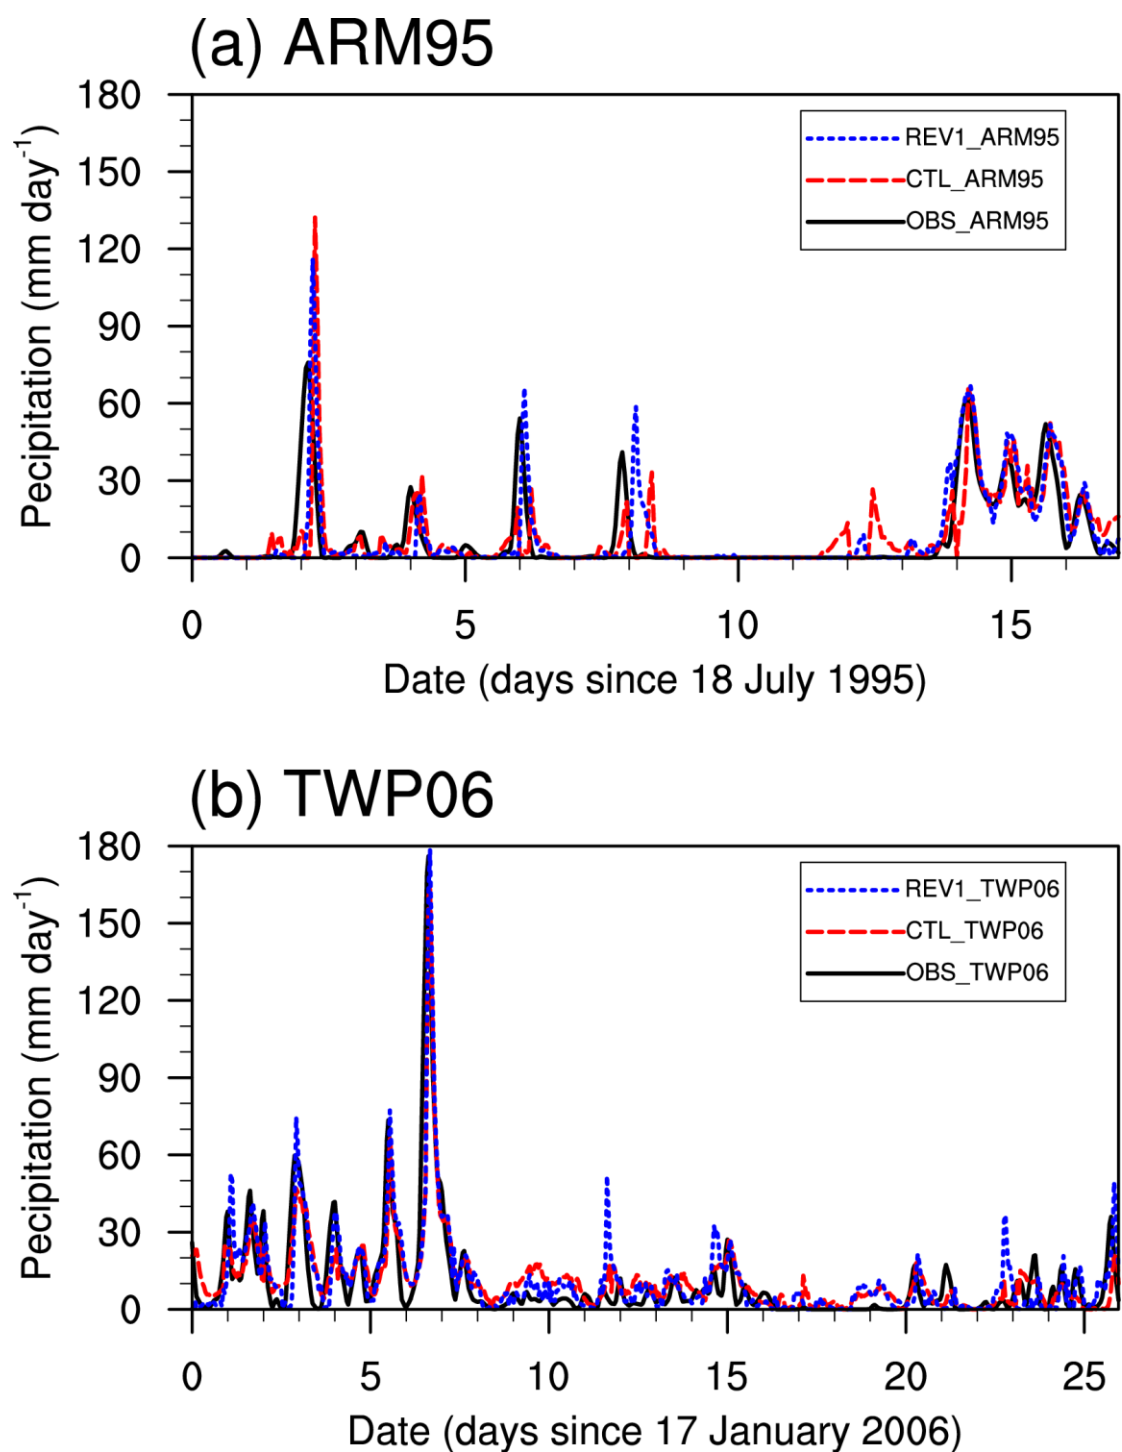 (a) ARM95
180
150
120
90
60
30
0
Pecipitation (mm day-1)
REV1_ARM95
CTL_ARM95
OBS_ARM95
0 5 10 15
Date (days since 18 July 1995)
(b) TWP06
180
150
120
90
60
30
0
Pecipitation (mm day-1)
REV1_TWP06
CTL_TWP06
OBS_TWP06
0 5 10 15 20 25
Date (days since 17 January 2006)